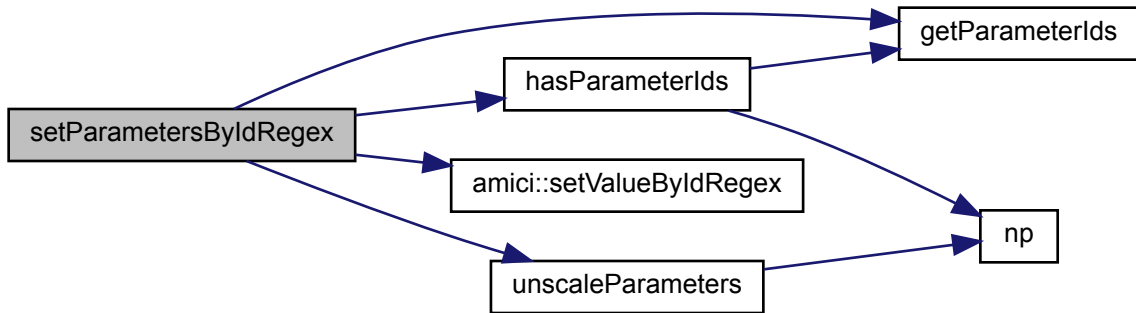 getParameterIds
hasParameterIds
setParametersByIdRegex
amici::setValueByIdRegex
np
unscaleParameters